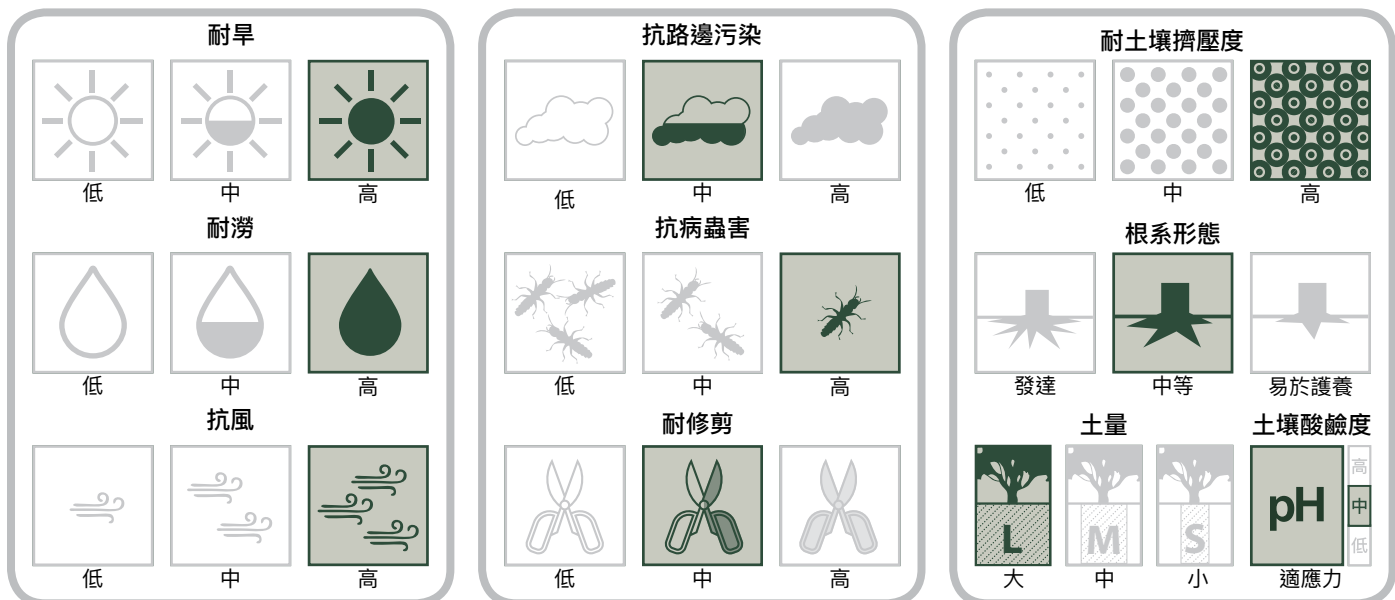 耐旱
低 中 高
耐澇
低 中 高
抗風
低 中 高
抗路邊污染
低 中 高
抗病蟲害
低 中 高
耐修剪
低 中 高
耐土壤擠壓度
低 中 高
根系形態
發達 中等 易於護養
土量 土壤酸鹼度
L M S pH 高 中 低
大 中 小 適應力